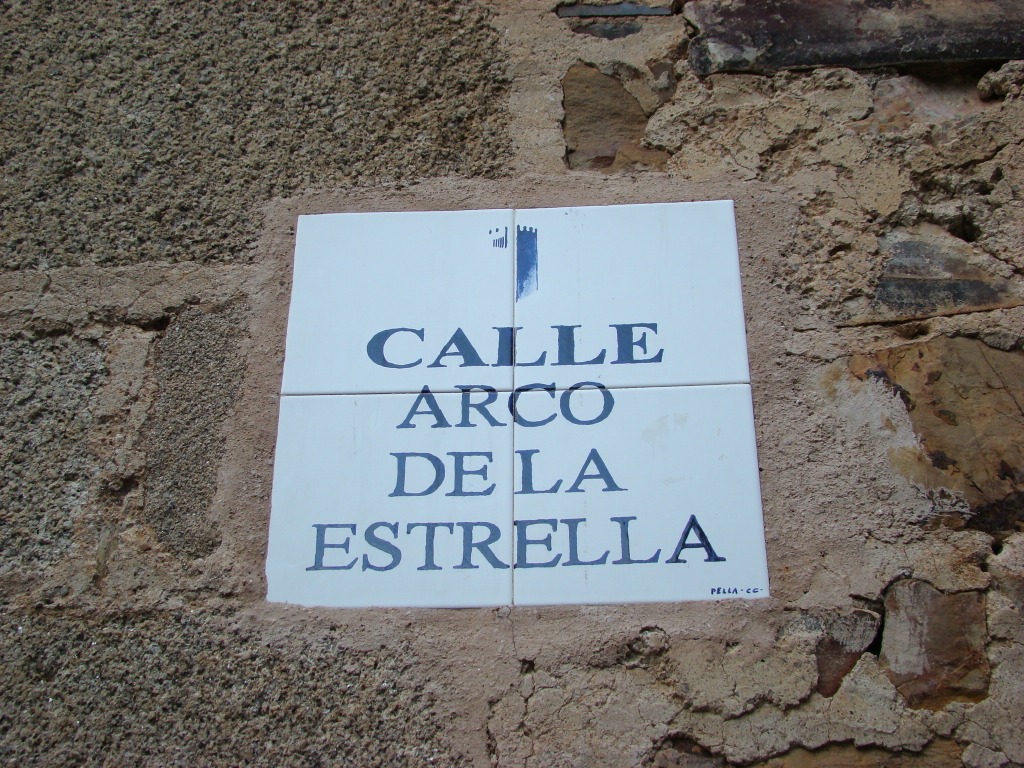 CALLE
ARCO
DE LA
ESTRELLA
PELLA-CC-